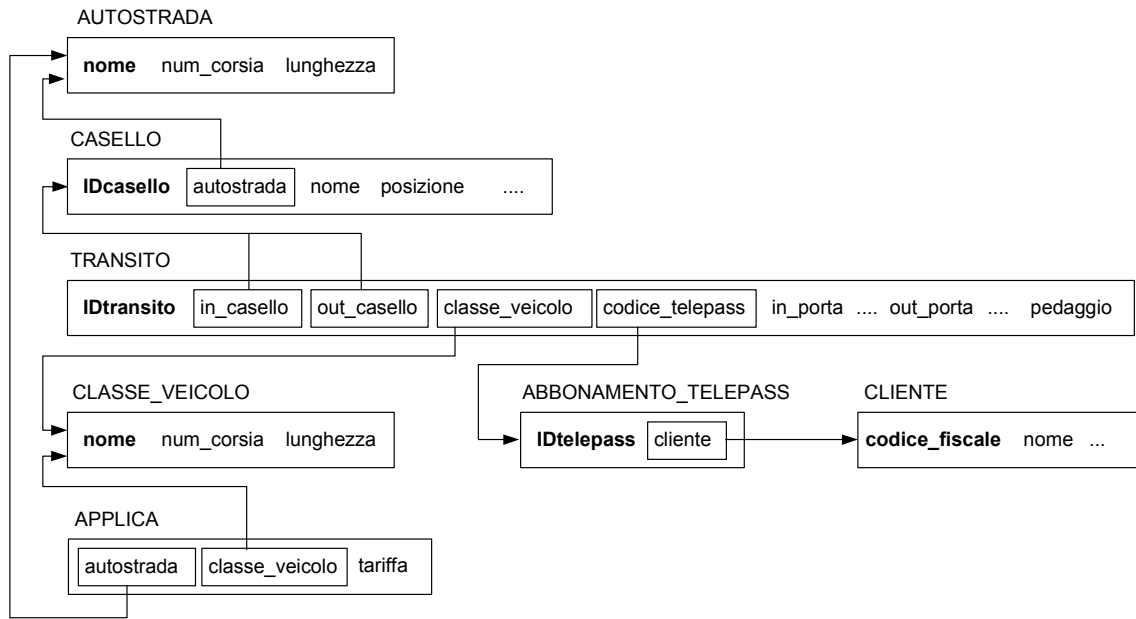 AUTOSTRADA
nome num_corsia lunghezza
CASELLO
IDcasello autostrada nome posizione ....
TRANSITO
IDtransito in_casello out_casello classe_veicolo codice_telepass in_porta .... out_porta .... pedaggio
CLASSE_VEICOLO ABBONAMENTO_TELEPASS CLIENTE
nome num_corsia lunghezza IDtelepass cliente codice_fiscale nome ...
APPLICA
autostrada classe_veicolo tariffa